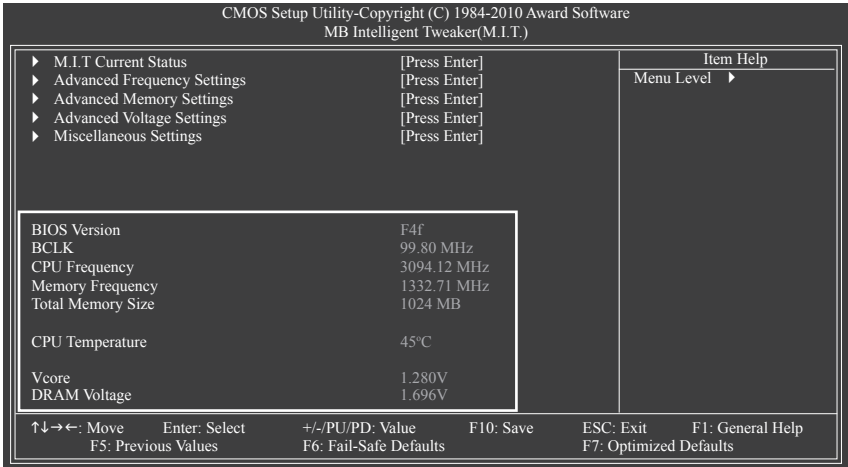 CMOS Setup Utility-Copyright (C) 1984-2010 Award Software
MB Intelligent Tweaker(M.I.T.)
M.I.T Current Status [Press Enter]
Advanced Frequency Settings [Press Enter]
Advanced Memory Settings [Press Enter]
Advanced Voltage Settings [Press Enter]
Miscellaneous Settings [Press Enter]
Item Help
Menu Level
BIOS Version F4f
BCLK 99.80 MHz
CPU Frequency 3094.12 MHz
Memory Frequency 1332.71 MHz
Total Memory Size 1024 MB
CPU Temperature 45°C
Vcore 1.280V
DRAM Voltage 1.696V
↑↓→←: Move Enter: Select +/-/PU/PD: Value F10: Save ESC: Exit F1: General Help
F5: Previous Values F6: Fail-Safe Defaults F7: Optimized Defaults